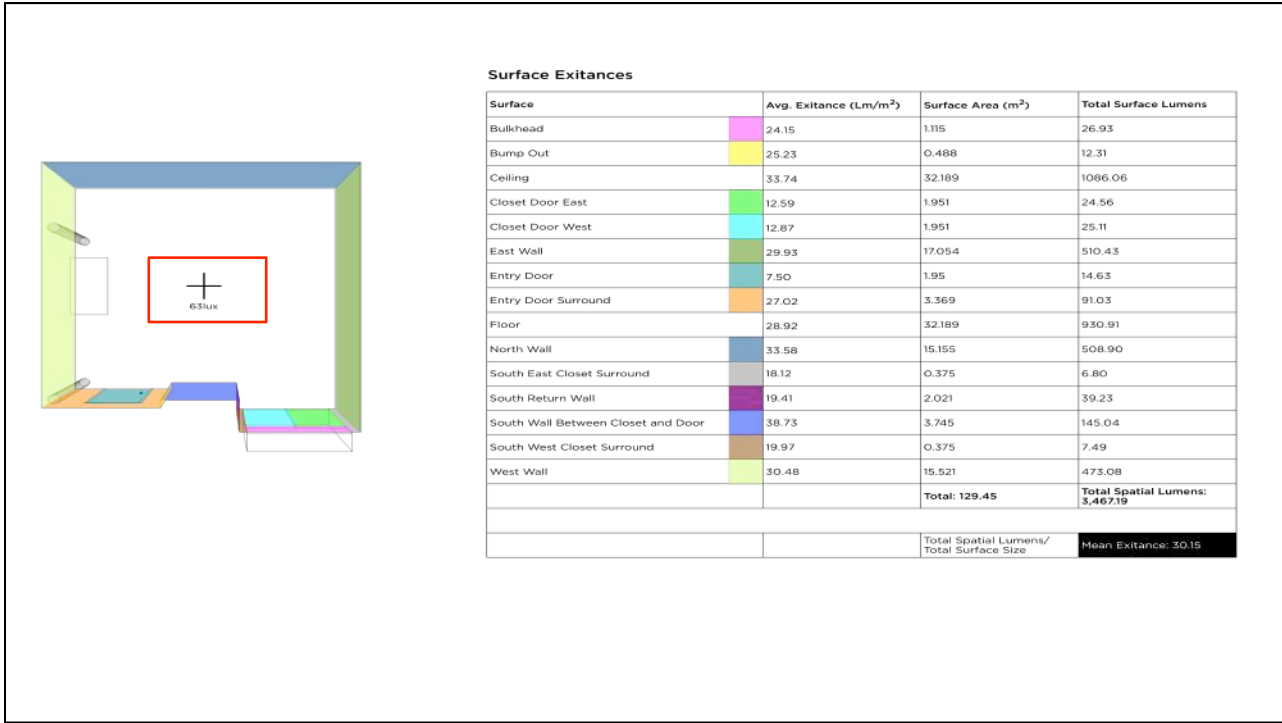 Surface Exitances
Surface Avg. Exitance (Lm/m²) Surface Area (m²) Total Surface Lumens
Bulkhead 24.15 1.115 26.93
Bump Out 25.23 0.488 12.31
Ceiling 33.74 32.189 1086.06
Closet Door East 12.59 1.951 24.56
Closet Door West 12.87 1.951 25.11
East Wall 29.93 17.054 510.43
Entry Door 7.50 1.95 14.63
Entry Door Surround 27.02 3.369 91.03
Floor 28.92 32.189 930.91
North Wall 33.58 15.155 508.90
South East Closet Surround 18.12 0.375 6.80
South Return Wall 19.41 2.021 39.23
South Wall Between Closet and Door 38.73 3.745 145.04
South West Closet Surround 19.97 0.375 7.49
West Wall 30.48 15.521 473.08
Total: 129.45 Total Spatial Lumens:
3,467.19
Total Spatial Lumens/
Total Surface Size
Mean Exitance: 30.15
63lux